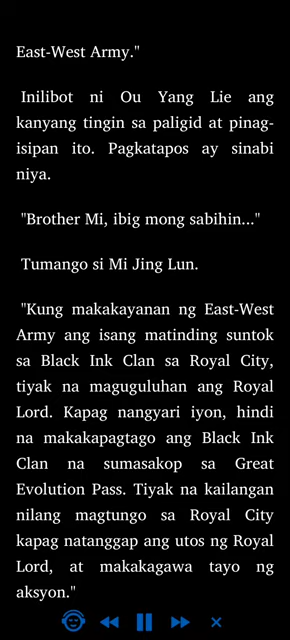 East-West Army."
Inilibot ni Ou Yang Lie ang
kanyang tingin sa paligid at pinag-
isipan ito. Pagkatapos ay sinabi
niya.
"Brother Mi, ibig mong sabihin..."
Tumango si Mi Jing Lun.
"Kung makakayanan ng East-West
Army ang isang matinding suntok
sa Black Ink Clan sa Royal City,
tiyak na maguguluhan ang Royal
Lord. Kapag nangyari iyon, hindi
na makakapagtago ang Black Ink
Clan na sumasakop sa Great
Evolution Pass. Tiyak na kailangan
nilang magtungo sa Royal City
kapag natanggap ang utos ng Royal
Lord, at makakagawa tayo ng
aksyon."